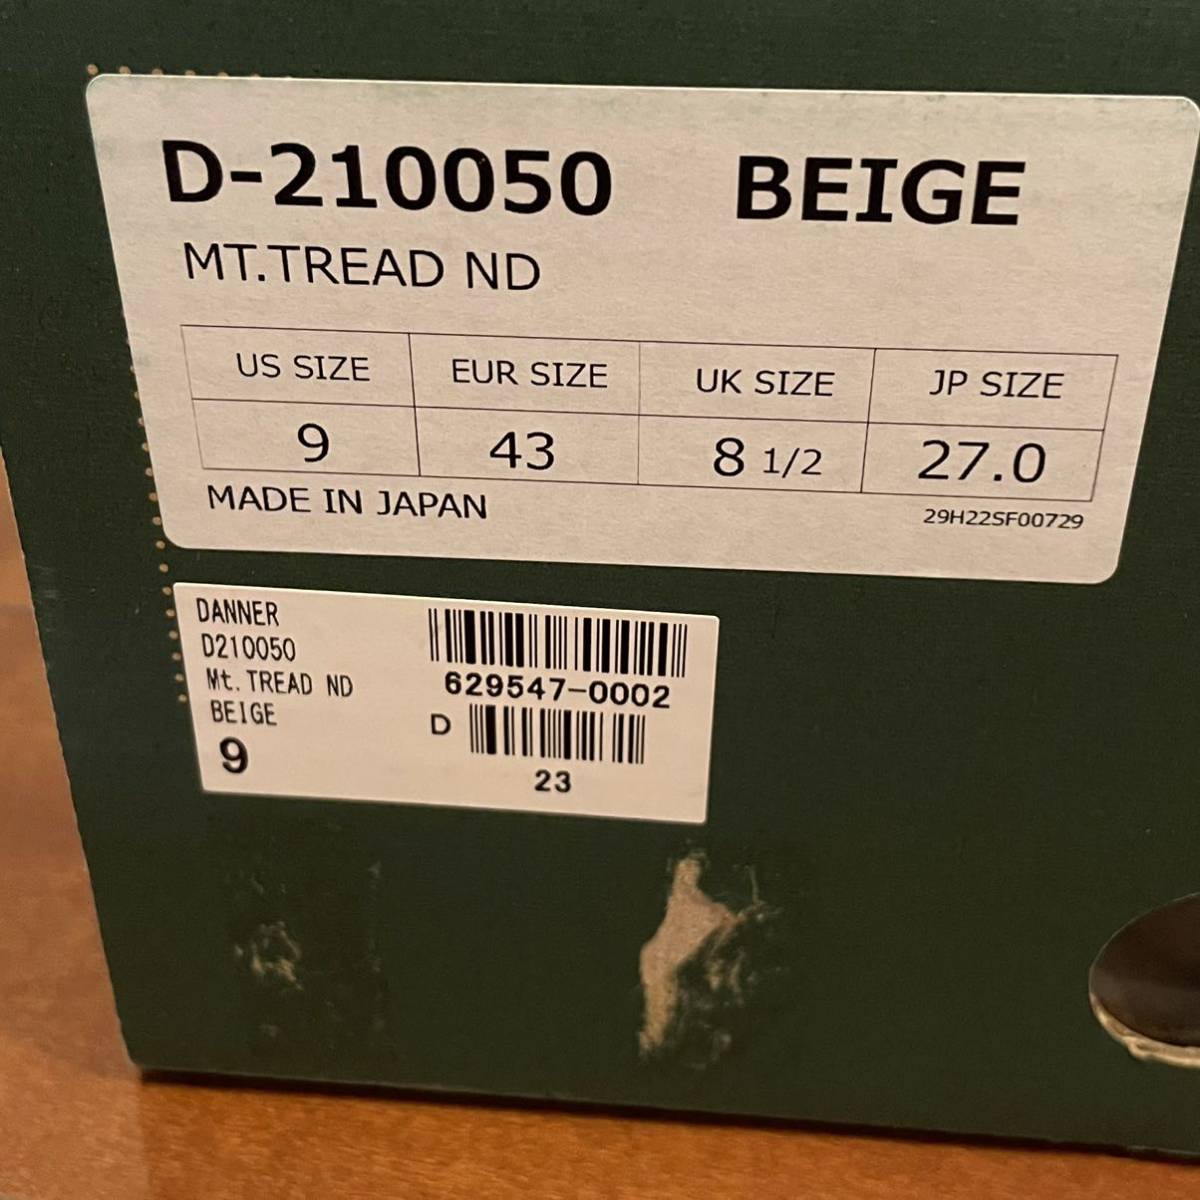 D-210050 BEIGE
MT.TREAD ND
US SIZE EUR SIZE UK SIZE JP SIZE
9 43 8 1/2 27.0
MADE IN JAPAN 29H22SF00729
DANNER
D210050
Mt.TREAD ND
BEIGE
9
629547-0002
D
23